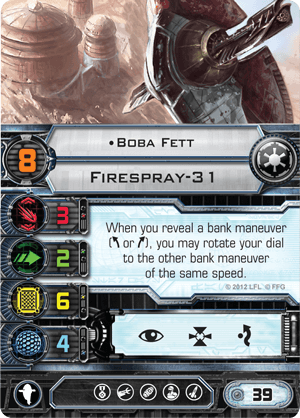 •Boba Fett
8
Firespray-31
3
When you reveal a bank maneuver
(↰ or ↱), you may rotate your dial
to the other bank maneuver
of the same speed.
© 2012 LFL © FFG
2
6
4
39